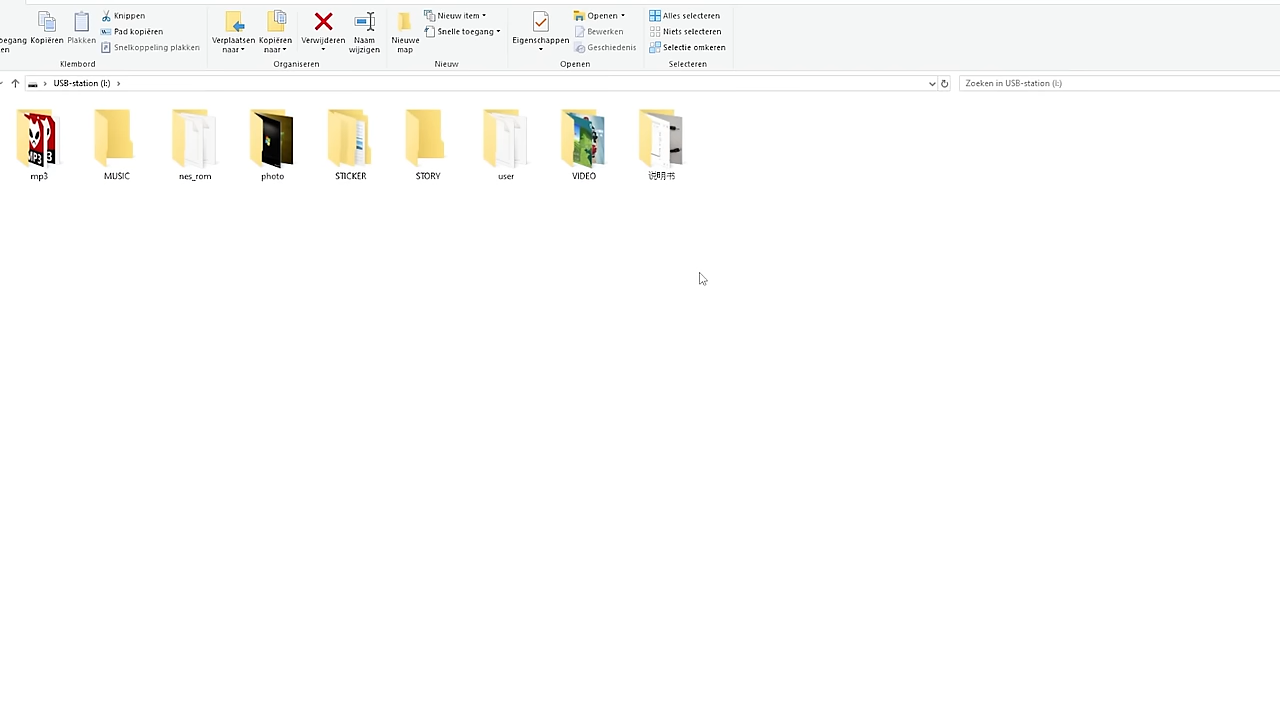 Knippen
Kopiëren
Plakken
Pad kopiëren
Snelkoppeling plakken
Klembord
Verplaatsen naar
Kopiëren naar
Verwijderen
Naam wijzigen
Organiseren
Nieuwe map
Nieuw item
Snelle toegang
Nieuw
Eigenschappen
Openen
Bewerken
Geschiedenis
Openen
Alles selecteren
Niets selecteren
Selectie omkeren
Selecteren
USB-station (I:)
Zoeken in USB-station (I:)
mp3
MUSIC
nes_rom
photo
STICKER
STORY
user
VIDEO
说明书